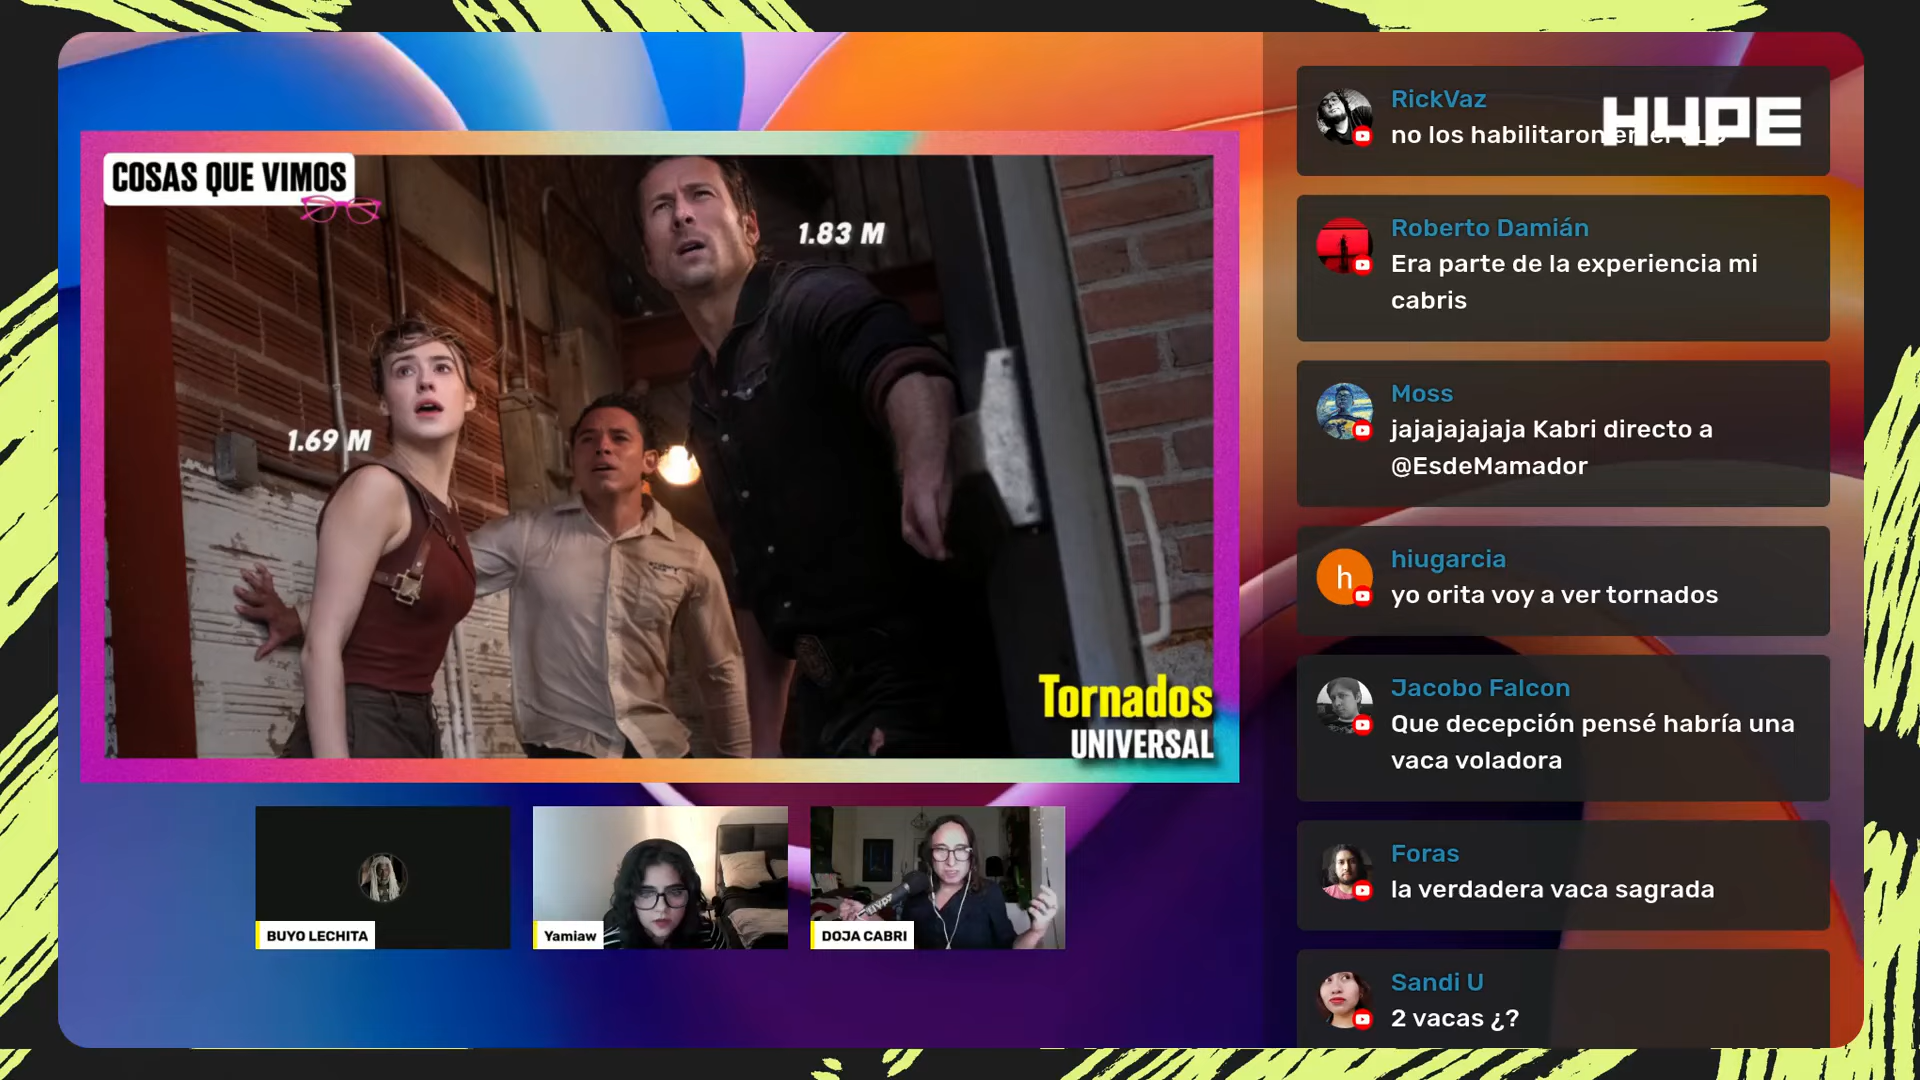 COSAS QUE VIMOS
1.83 M
1.69 M
Tornados
UNIVERSAL
BUYO LECHITA
Yamiaw
DOJA CABRI
HYPE
RickVaz
no los habilitaron en el
Roberto Damián
Era parte de la experiencia mi
cabris
Moss
jajajajajaja Kabri directo a
@EsdeMamador
hiugarcia
h
yo orita voy a ver tornados
Jacobo Falcon
Que decepción pensé habría una
vaca voladora
Foras
la verdadera vaca sagrada
Sandi U
2 vacas ¿?